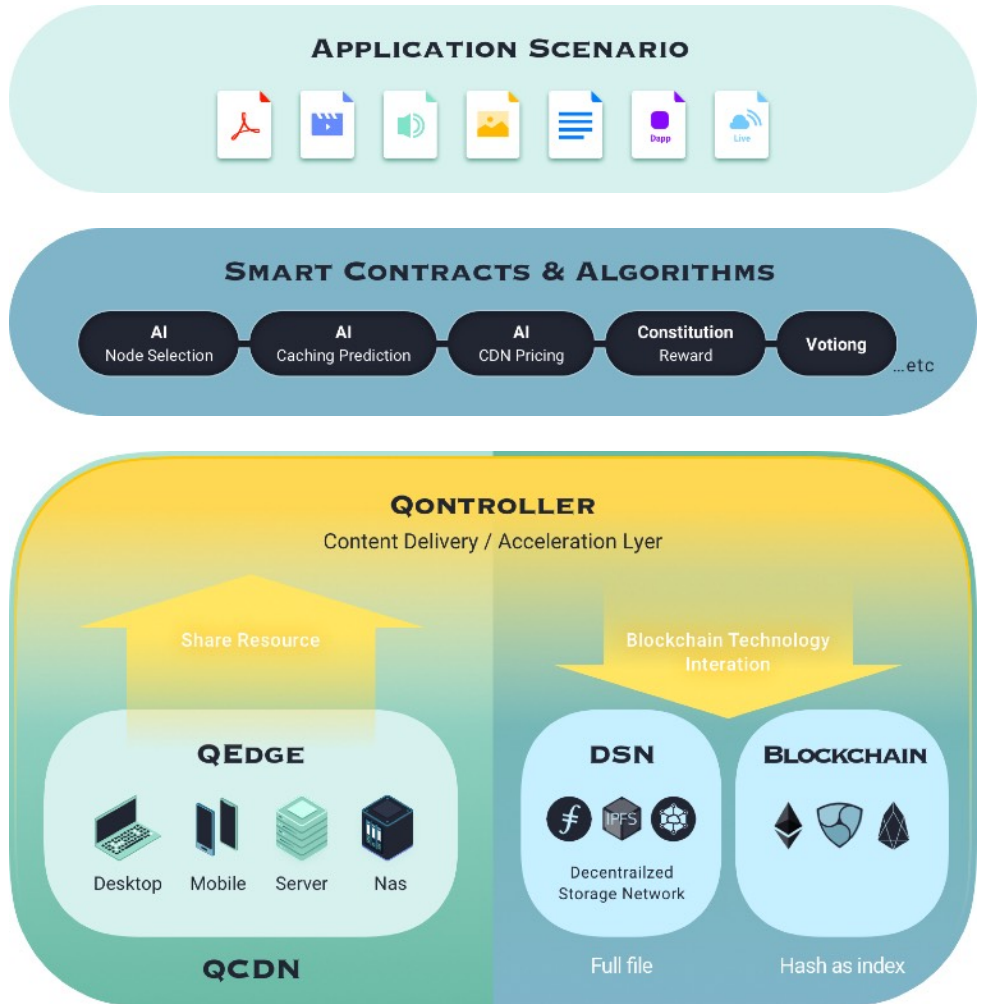 APPLICATION SCENARIO
Dapp
Live
SMART CONTRACTS & ALGORITHMS
AI
Node Selection
AI
Caching Prediction
AI
CDN Pricing
Constitution
Reward
Votiong
...etc
QONTROLLER
Content Delivery / Acceleration Lyer
Share Resource
Blockchain Technology
Interation
QEDGE
Desktop
Mobile
Server
Nas
QCDN
DSN
IPFS
Decentrailzed
Storage Network
Full file
BLOCKCHAIN
Hash as index